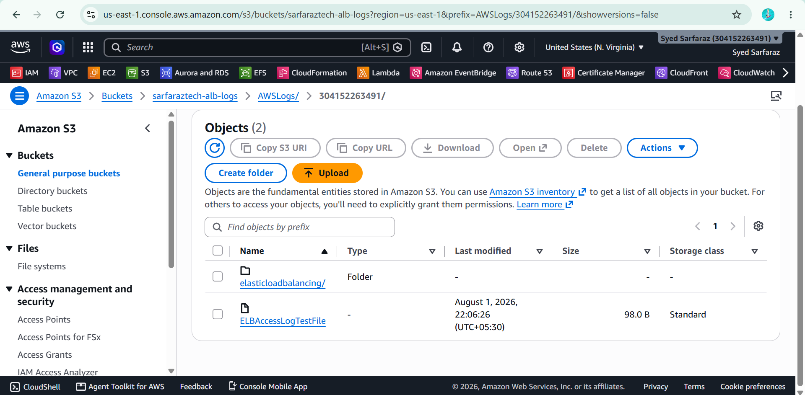 us-east-1.console.aws.amazon.com/s3/buckets/sarfaraztech-alb-logs?region=us-east-1&prefix=AWSLogs/304152263491/&showversions=false
aws
Search
[Alt+S]
United States (N. Virginia)
Syed Sarfaraz (304152263491)
Syed Sarfaraz
IAM VPC EC2 S3 Aurora and RDS EFS CloudFormation Lambda Amazon EventBridge Route 53 Certificate Manager CloudFront CloudWatch
Amazon S3 > Buckets > sarfaraztech-alb-logs > AWSLogs/ > 304152263491/
Amazon S3
Buckets
General purpose buckets
Directory buckets
Table buckets
Vector buckets
Files
File systems
Access management and
security
Access Points
Access Points for FSx
Access Grants
IAM Access Analyzer
Objects (2)
Copy S3 URI
Copy URL
Download
Open
Delete
Actions
Create folder
Upload
Objects are the fundamental entities stored in Amazon S3. You can use Amazon S3 inventory to get a list of all objects in your bucket. For
others to access your objects, you'll need to explicitly grant them permissions. Learn more
Find objects by prefix
1
Name Type Last modified Size Storage class
elasticloadbalancing/ Folder - - -
ELBAccessLogTestFile - August 1, 2026,
22:06:26
(UTC+05:30)
98.0 B Standard
CloudShell Agent Toolkit for AWS Feedback Console Mobile App © 2026, Amazon Web Services, Inc. or its affiliates. Privacy Terms Cookie preferences